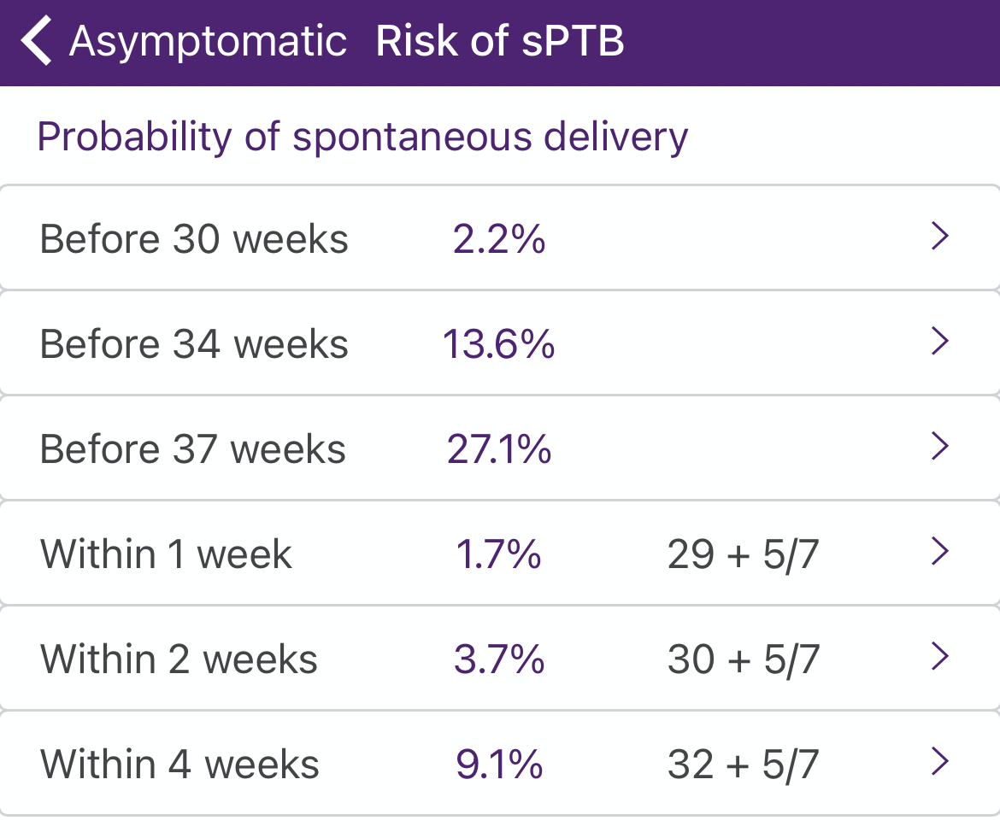 Asymptomatic Risk of sPTB
Probability of spontaneous delivery
Before 30 weeks 2.2%
Before 34 weeks 13.6%
Before 37 weeks 27.1%
Within 1 week 1.7% 29 + 5/7
Within 2 weeks 3.7% 30 + 5/7
Within 4 weeks 9.1% 32 + 5/7